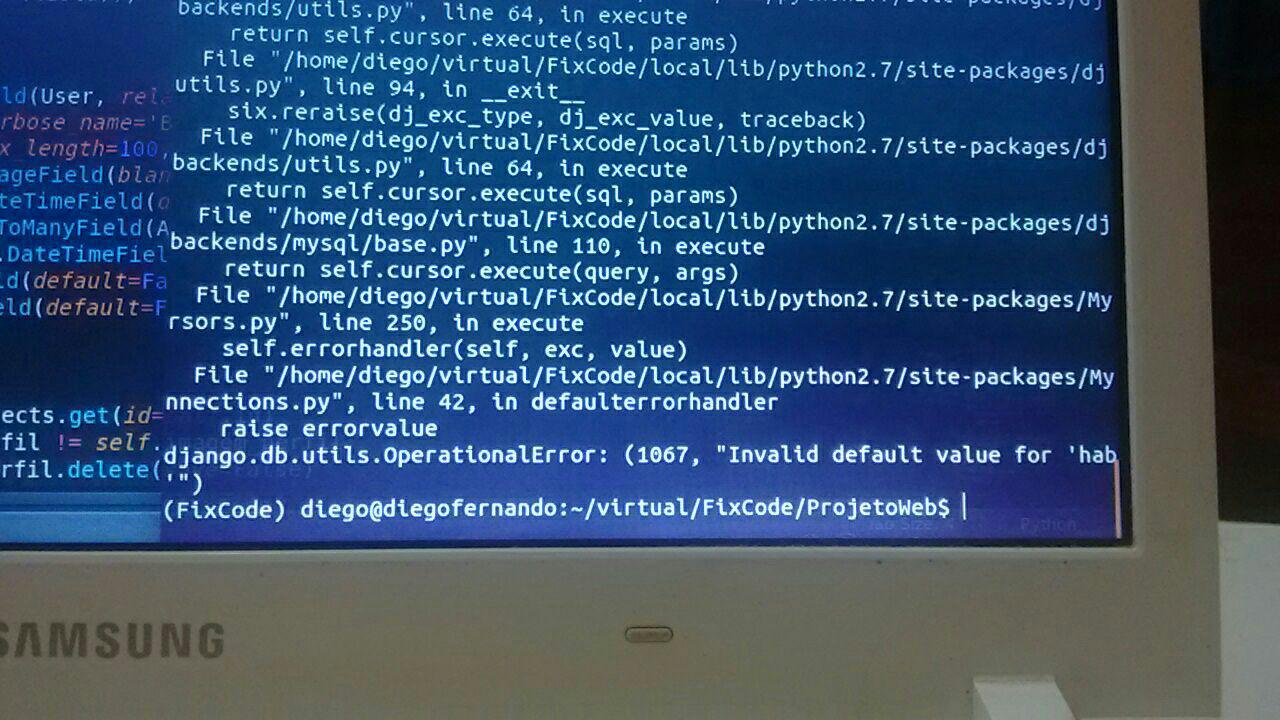 backends/utils.py", line 64, in execute
return self.cursor.execute(sql, params)
File "/home/diego/virtual/FixCode/local/lib/python2.7/site-packages/dj
utils.py", line 94, in __exit__
six.reraise(dj_exc_type, dj_exc_value, traceback)
File "/home/diego/virtual/FixCode/local/lib/python2.7/site-packages/dj
backends/utils.py", line 64, in execute
return self.cursor.execute(sql, params)
File "/home/diego/virtual/FixCode/local/lib/python2.7/site-packages/dj
backends/mysql/base.py", line 110, in execute
return self.cursor.execute(query, args)
File "/home/diego/virtual/FixCode/local/lib/python2.7/site-packages/My
rsors.py", line 250, in execute
self.errorhandler(self, exc, value)
File "/home/diego/virtual/FixCode/local/lib/python2.7/site-packages/My
nnections.py", line 42, in defaulterrorhandler
raise errorvalue
django.db.utils.OperationalError: (1067, "Invalid default value for 'hab
'")
(FixCode) diego@diegofernando:~/virtual/FixCode/ProjetoWeb$
ld(User, rela
rbose_name='B
x_length=100,
ageField(blan
teTimeField(a
ToManyField(A
.DateTimeFiel
ld(default=Fa
eld(default=F
ects.get(id=
fil != self.
rfil.delete(
Python
SAMSUNG